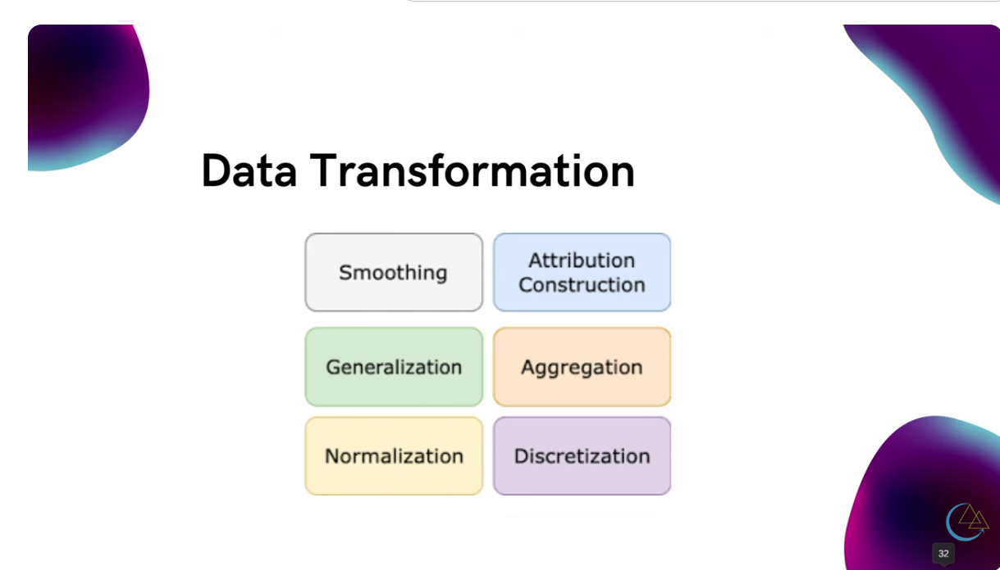 Data Transformation
Smoothing
Attribution
Construction
Generalization
Aggregation
Normalization
Discretization
32